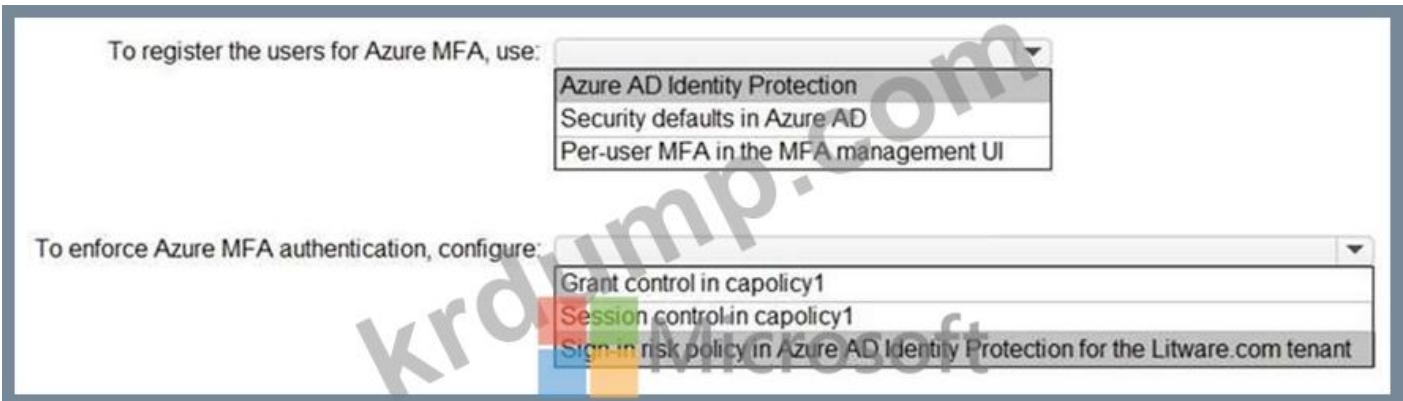 To register the users for Azure MFA, use:
Azure AD Identity Protection
Security defaults in Azure AD
Per-user MFA in the MFA management UI
To enforce Azure MFA authentication, configure:
Grant control in capolicy1
Session control in capolicy1
Sign-in risk policy in Azure AD Identity Protection for the Litware.com tenant
krdump.com
Microsoft